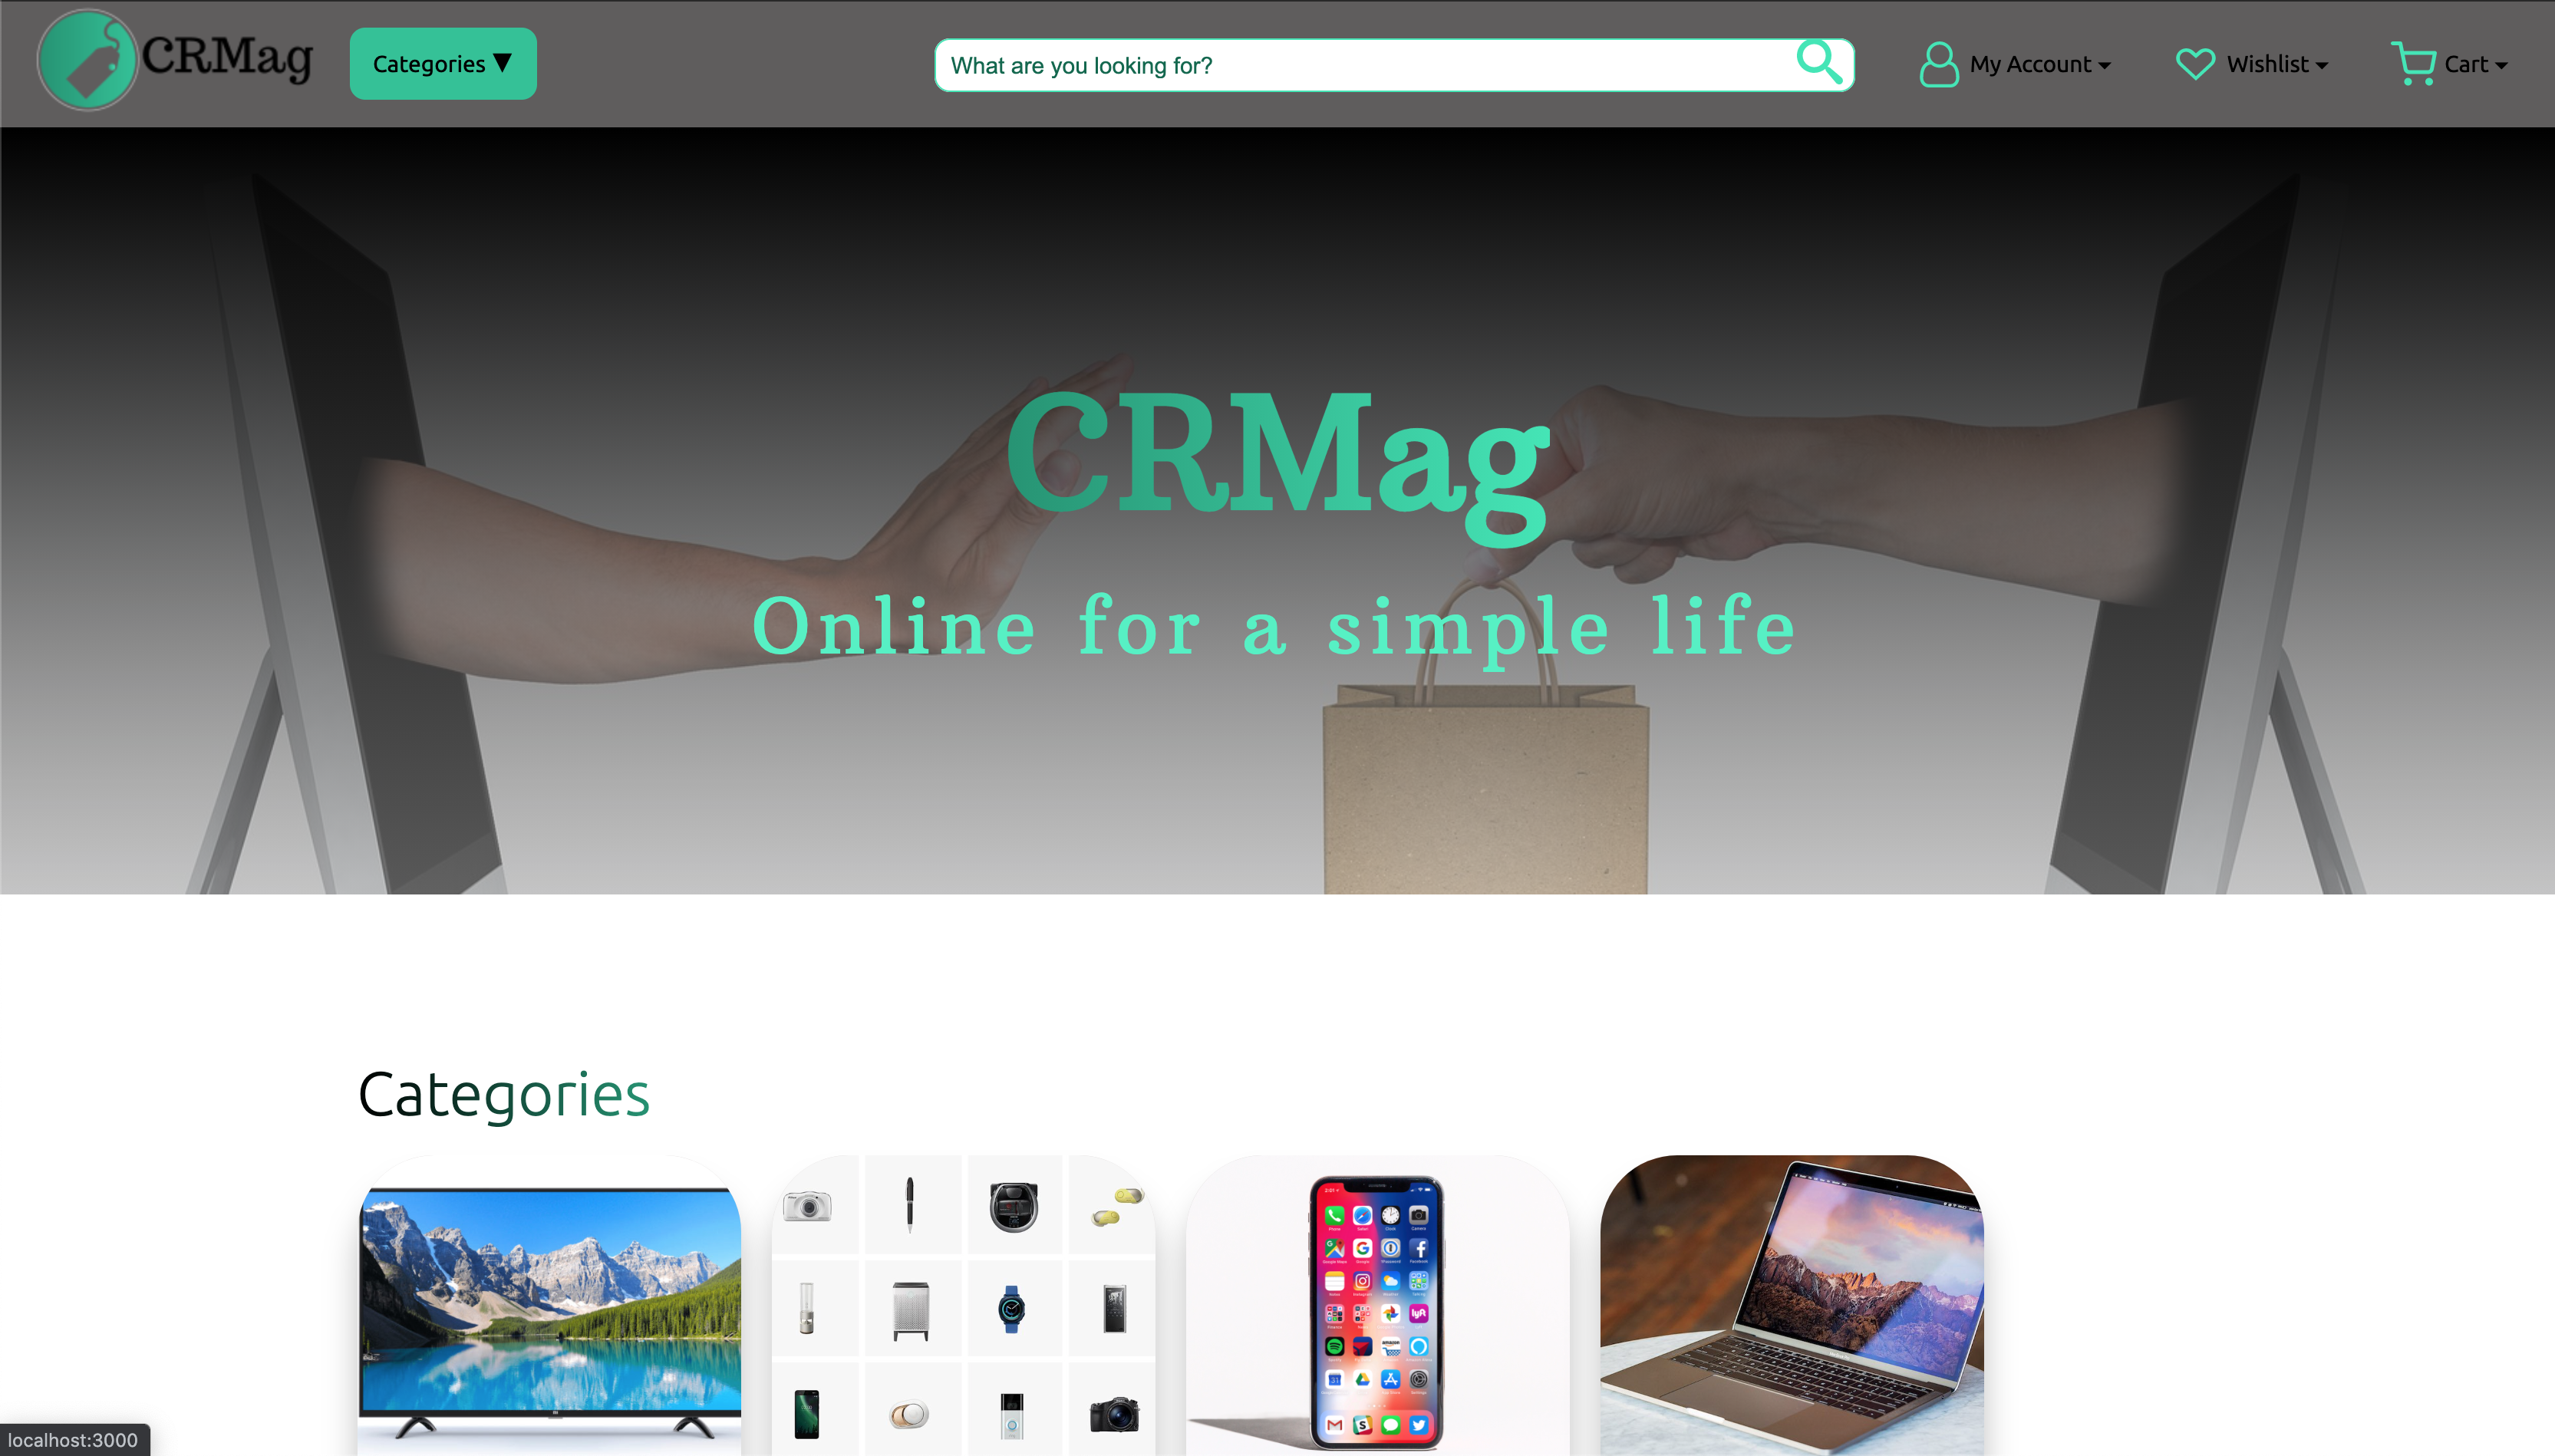 CRMag
Categories ▼
What are you looking for?
My Account
Wishlist
Cart
CRMag
Online for a simple life
Categories
localhost:3000